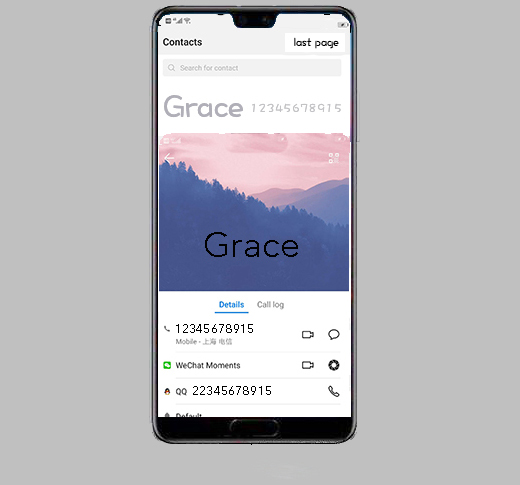 Contacts
last page
Search for contact
Grace 12345678915
Grace
Details Call log
12345678915
Mobile - 上海 电信
WeChat Moments
QQ 22345678915
Default